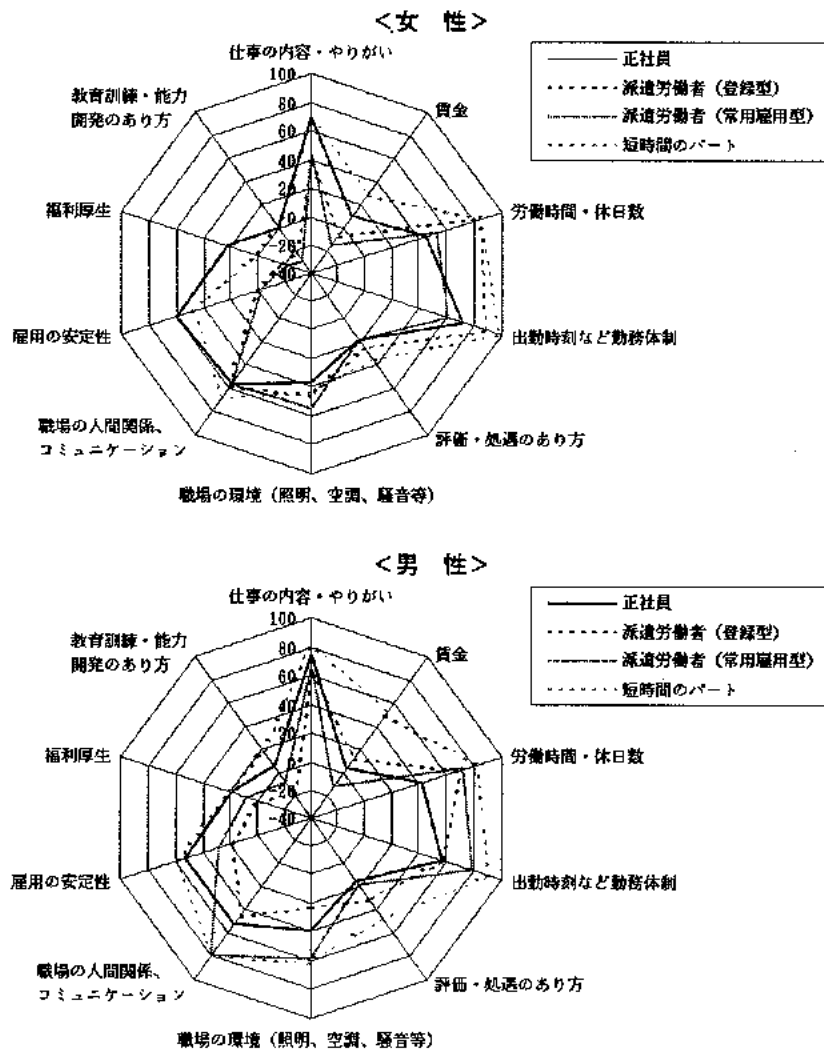 <女 性>
仕事の内容・やりがい
教育訓練・能力
開発のあり方
賃金
福利厚生
労働時間・休日数
雇用の安定性
出勤時刻など勤務体制
職場の人間関係、
コミュニケーション
評価・処遇のあり方
職場の環境(照明、空調、騒音等)
100
80
60
40
20
0
-20
-40
正社員
派遣労働者(登録型)
派遣労働者(常用雇用型)
短時間のパート
<男 性>
仕事の内容・やりがい
教育訓練・能力
開発のあり方
賃金
福利厚生
労働時間・休日数
雇用の安定性
出勤時刻など勤務体制
職場の人間関係、
コミュニケーション
評価・処遇のあり方
職場の環境(照明、空調、騒音等)
100
80
60
40
20
0
-20
-40
正社員
派遣労働者(登録型)
派遣労働者(常用雇用型)
短時間のパート